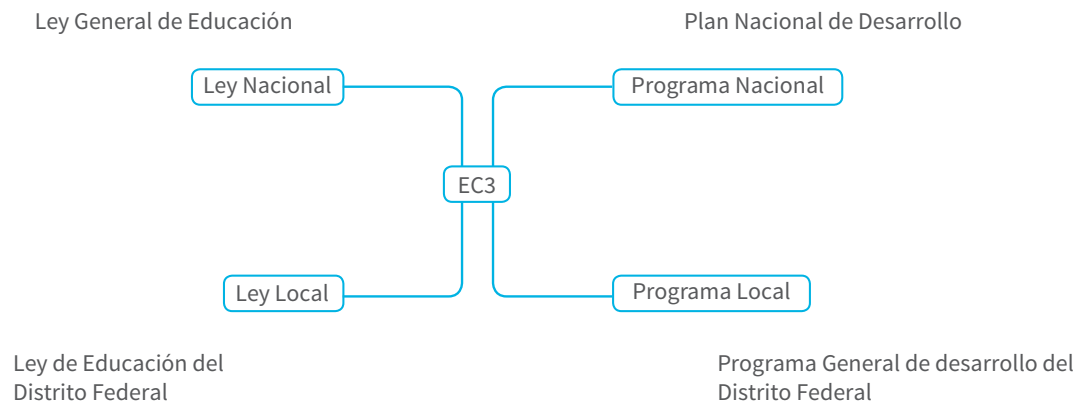 Ley General de Educación
Plan Nacional de Desarrollo
Ley Nacional
Programa Nacional
EC3
Ley Local
Programa Local
Ley de Educación del
Distrito Federal
Programa General de desarrollo del
Distrito Federal